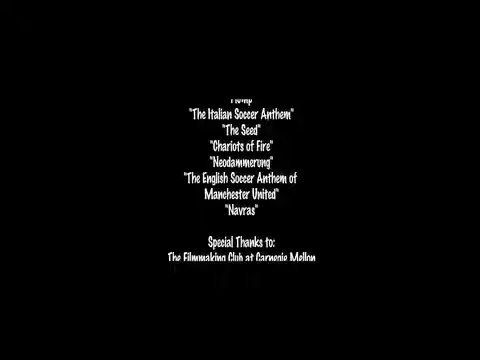 "The Italian Soccer Anthem"
"The Seed"
"Chariots of Fire"
"Neodammerung"
"The English Soccer Anthem of
Manchester United"
"Navras"
Special Thanks to:
The Filmmaking Club at Carnegie Mellon